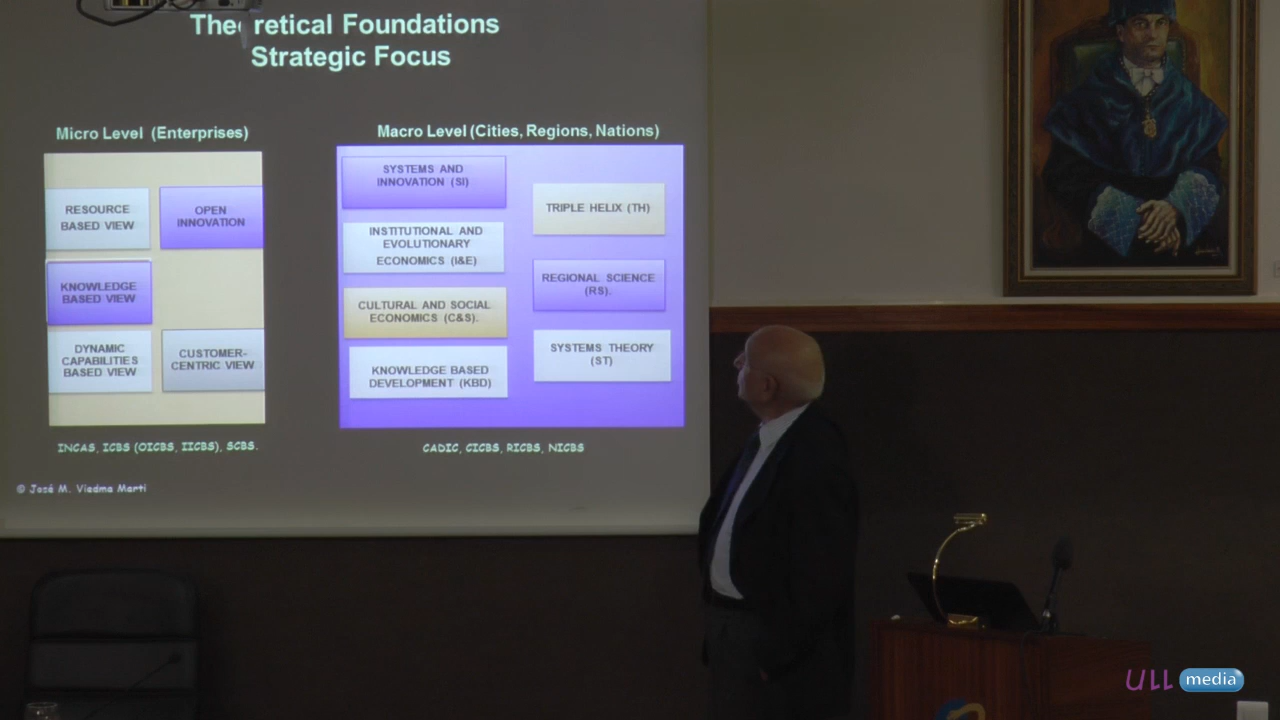 Theoretical Foundations
Strategic Focus
Micro Level (Enterprises)
RESOURCE
BASED VIEW
OPEN
INNOVATION
KNOWLEDGE
BASED VIEW
DYNAMIC
CAPABILITIES
BASED VIEW
CUSTOMER-
CENTRIC VIEW
INCAS, ICBS (OICBS, IICBS), SCBS.
Macro Level (Cities, Regions, Nations)
SYSTEMS AND
INNOVATION (SI)
INSTITUTIONAL AND
EVOLUTIONARY
ECONOMICS (I&E)
CULTURAL AND SOCIAL
ECONOMICS (C&S).
KNOWLEDGE BASED
DEVELOPMENT (KBD)
TRIPLE HELIX (TH)
REGIONAL SCIENCE
(RS).
SYSTEMS THEORY
(ST)
CADIC, CICBS, RICBS, NICBS
© José M. Viedma Marti
ULL media